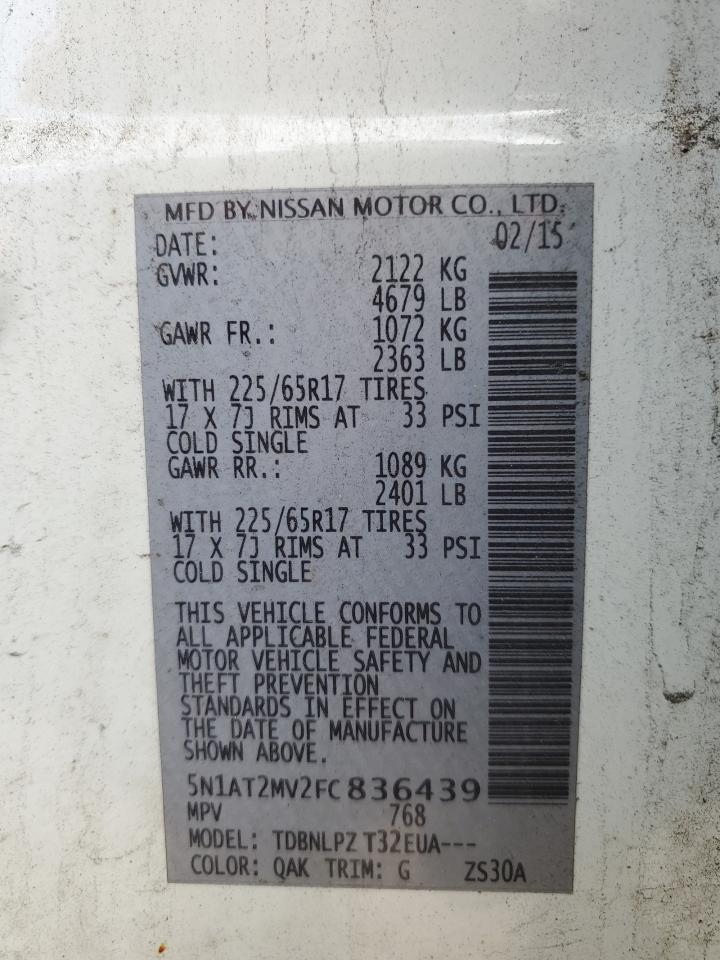 MFD BY NISSAN MOTOR CO., LTD.
DATE: 02/15
GVWR: 2122 KG
4679 LB
GAWR FR.: 1072 KG
2363 LB
WITH 225/65R17 TIRES
17 X 7J RIMS AT 33 PSI
COLD SINGLE
GAWR RR.: 1089 KG
2401 LB
WITH 225/65R17 TIRES
17 X 7J RIMS AT 33 PSI
COLD SINGLE
THIS VEHICLE CONFORMS TO
ALL APPLICABLE FEDERAL
MOTOR VEHICLE SAFETY AND
THEFT PREVENTION
STANDARDS IN EFFECT ON
THE DATE OF MANUFACTURE
SHOWN ABOVE.
5N1AT2MV2FC836439
MPV 768
MODEL: TDBNLPZ T32EUA---
COLOR: QAK TRIM: G ZS30A